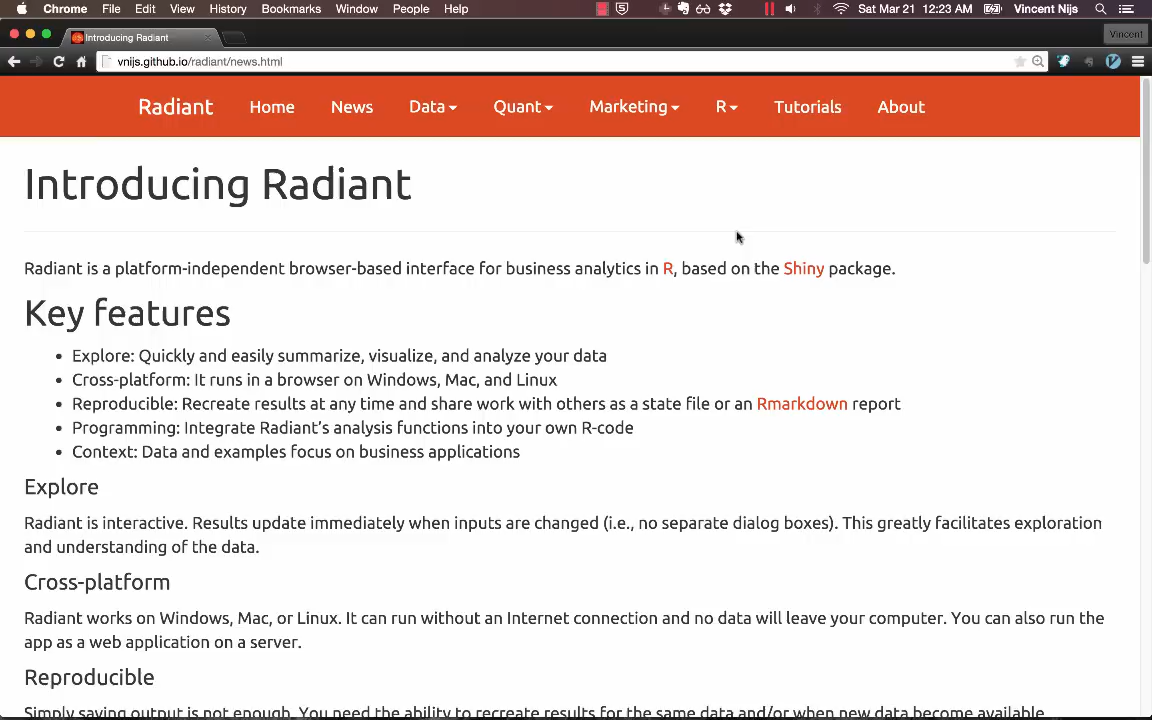 Chrome File Edit View History Bookmarks Window People Help 5 Sat Mar 21 12:23 AM Vincent Nijs
Introducing Radiant Vincent
vnijs.github.io/radiant/news.html
Radiant Home News Data Quant Marketing R Tutorials About
Introducing Radiant
Radiant is a platform-independent browser-based interface for business analytics in R, based on the Shiny package.
Key features
• Explore: Quickly and easily summarize, visualize, and analyze your data
• Cross-platform: It runs in a browser on Windows, Mac, and Linux
• Reproducible: Recreate results at any time and share work with others as a state file or an Rmarkdown report
• Programming: Integrate Radiant’s analysis functions into your own R-code
• Context: Data and examples focus on business applications
Explore
Radiant is interactive. Results update immediately when inputs are changed (i.e., no separate dialog boxes). This greatly facilitates exploration
and understanding of the data.
Cross-platform
Radiant works on Windows, Mac, or Linux. It can run without an Internet connection and no data will leave your computer. You can also run the
app as a web application on a server.
Reproducible
Simply saving output is not enough. You need the ability to recreate results for the same data and/or when new data become available.